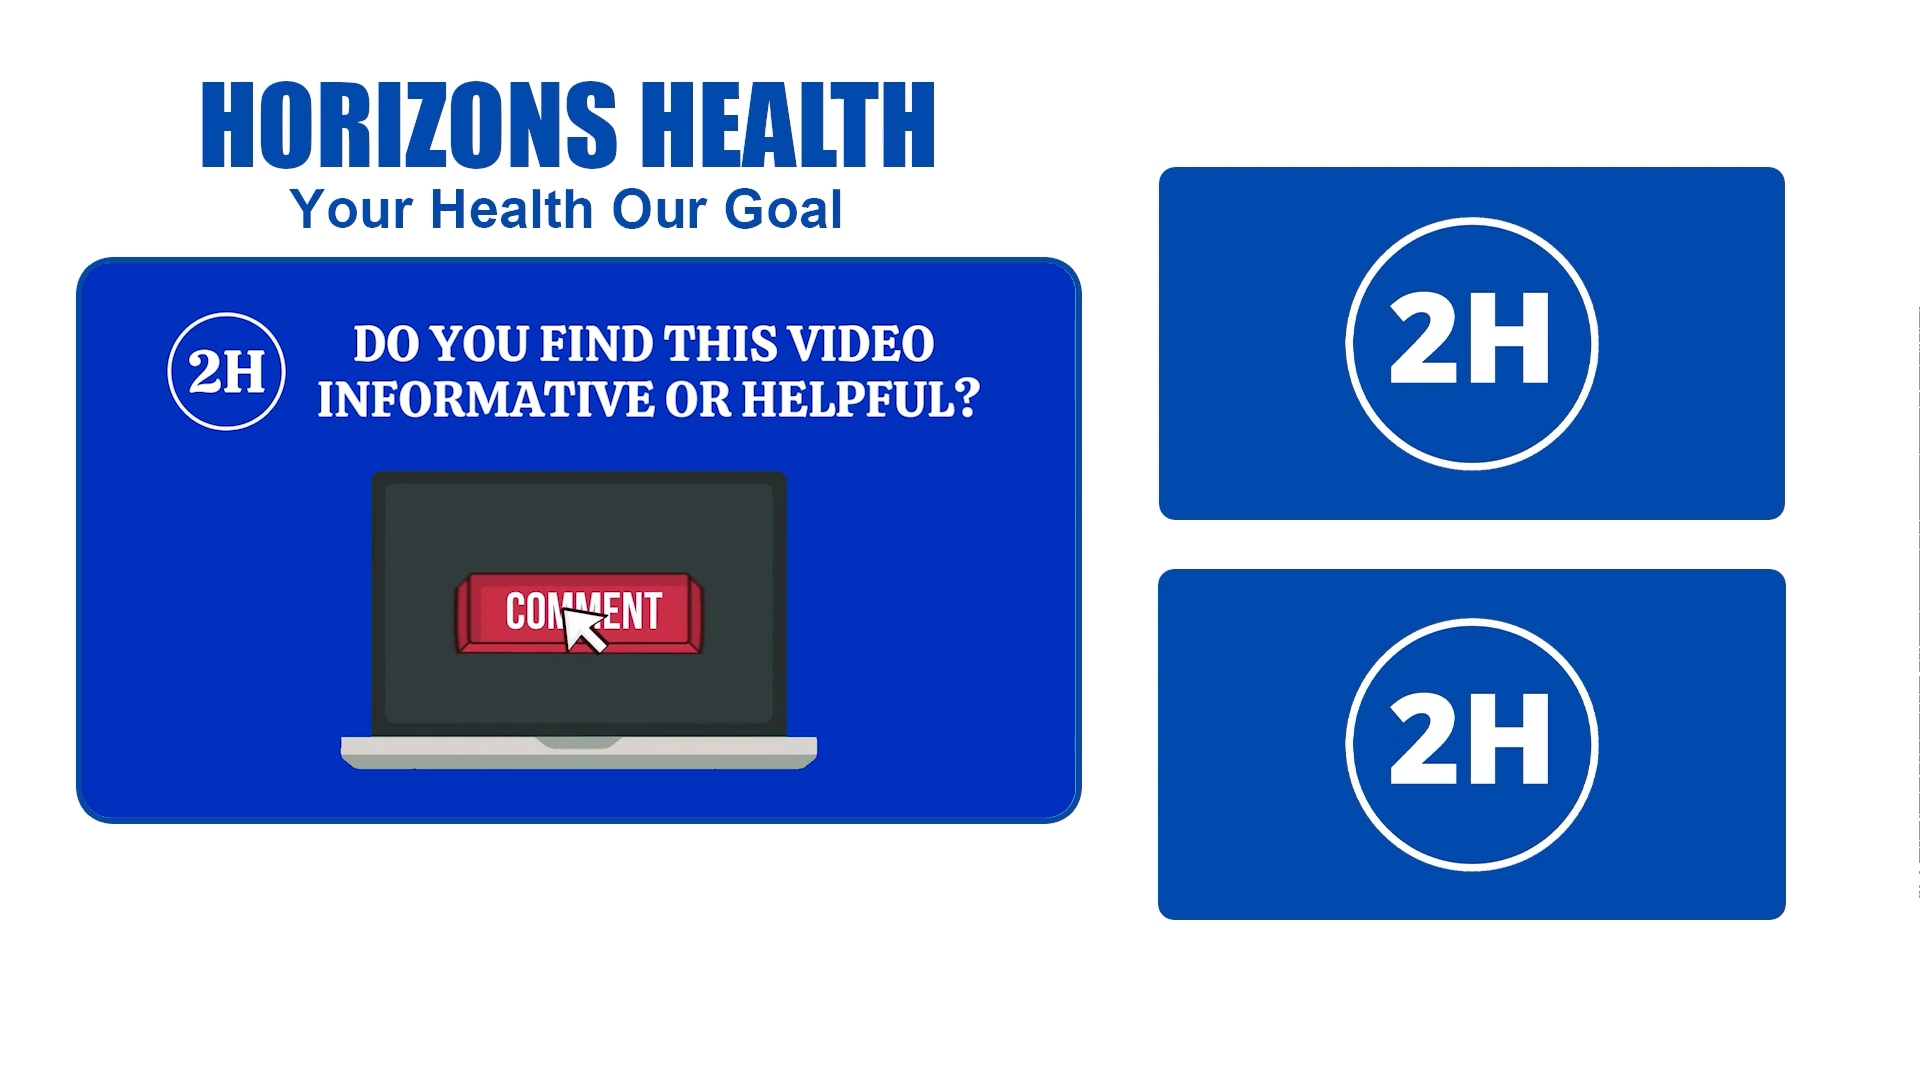 HORIZONS HEALTH
Your Health Our Goal
2H
DO YOU FIND THIS VIDEO
INFORMATIVE OR HELPFUL?
COMMENT
2H
2H